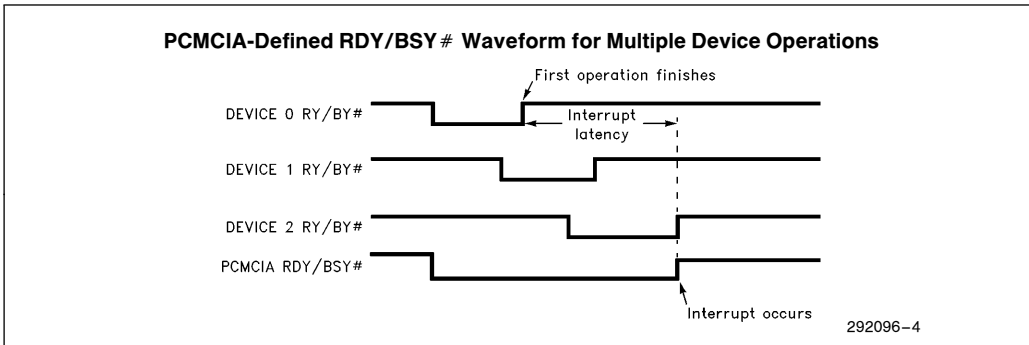 PCMCIA-Defined RDY/BSY# Waveform for Multiple Device Operations
First operation finishes
DEVICE 0 RY/BY#
Interrupt
latency
DEVICE 1 RY/BY#
DEVICE 2 RY/BY#
PCMCIA RDY/BSY#
Interrupt occurs
292096-4